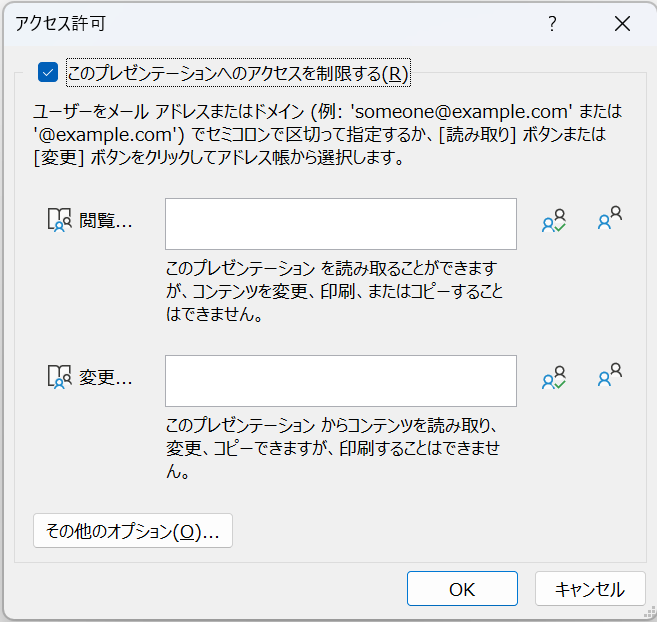 アクセス許可 ?
このプレゼンテーションへのアクセスを制限する(R)
ユーザーをメール アドレスまたはドメイン (例: 'someone@example.com' または
'@example.com') でセミコロンで区切って指定するか、[読み取り] ボタンまたは
[変更] ボタンをクリックしてアドレス帳から選択します。
閲覧...
このプレゼンテーション を読み取ることができます
が、コンテンツを変更、印刷、またはコピーすること
はできません。
変更...
このプレゼンテーション からコンテンツを読み取り、
変更、コピーできますが、印刷することはできませ
ん。
その他のオプション(O)...
OK キャンセル